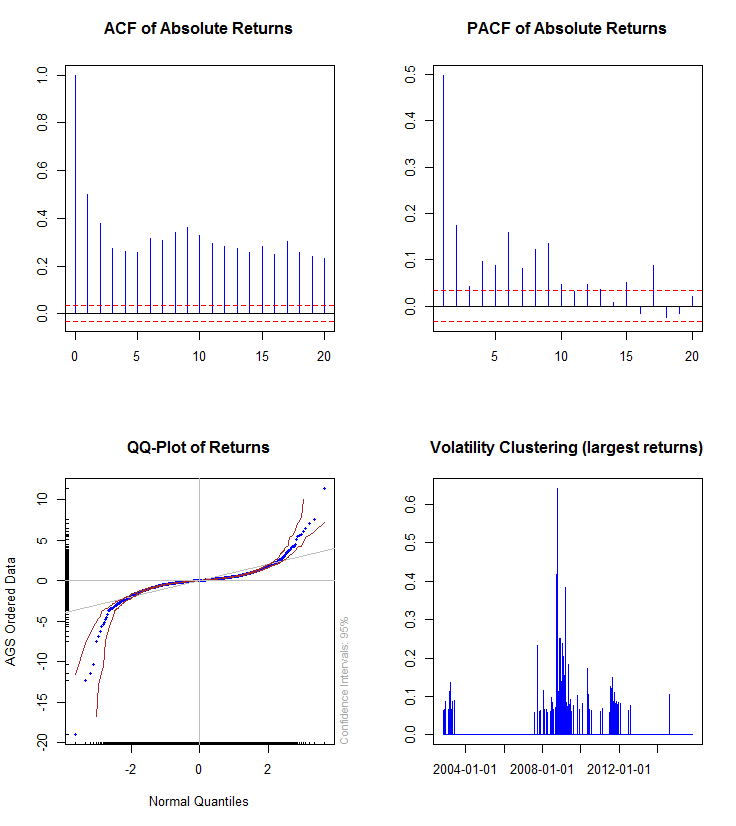 ACF of Absolute Returns
1.0
0.8
0.6
0.4
0.2
0.0
0 5 10 15 20
PACF of Absolute Returns
0.5
0.4
0.3
0.2
0.1
0.0
5 10 15 20
QQ-Plot of Returns
AGS Ordered Data
10
5
0
-5
-10
-15
-20
-2 0 2
Normal Quantiles
Confidence Intervals: 95%
Volatility Clustering (largest returns)
0.6
0.5
0.4
0.3
0.2
0.1
0.0
2004-01-01 2008-01-01 2012-01-01